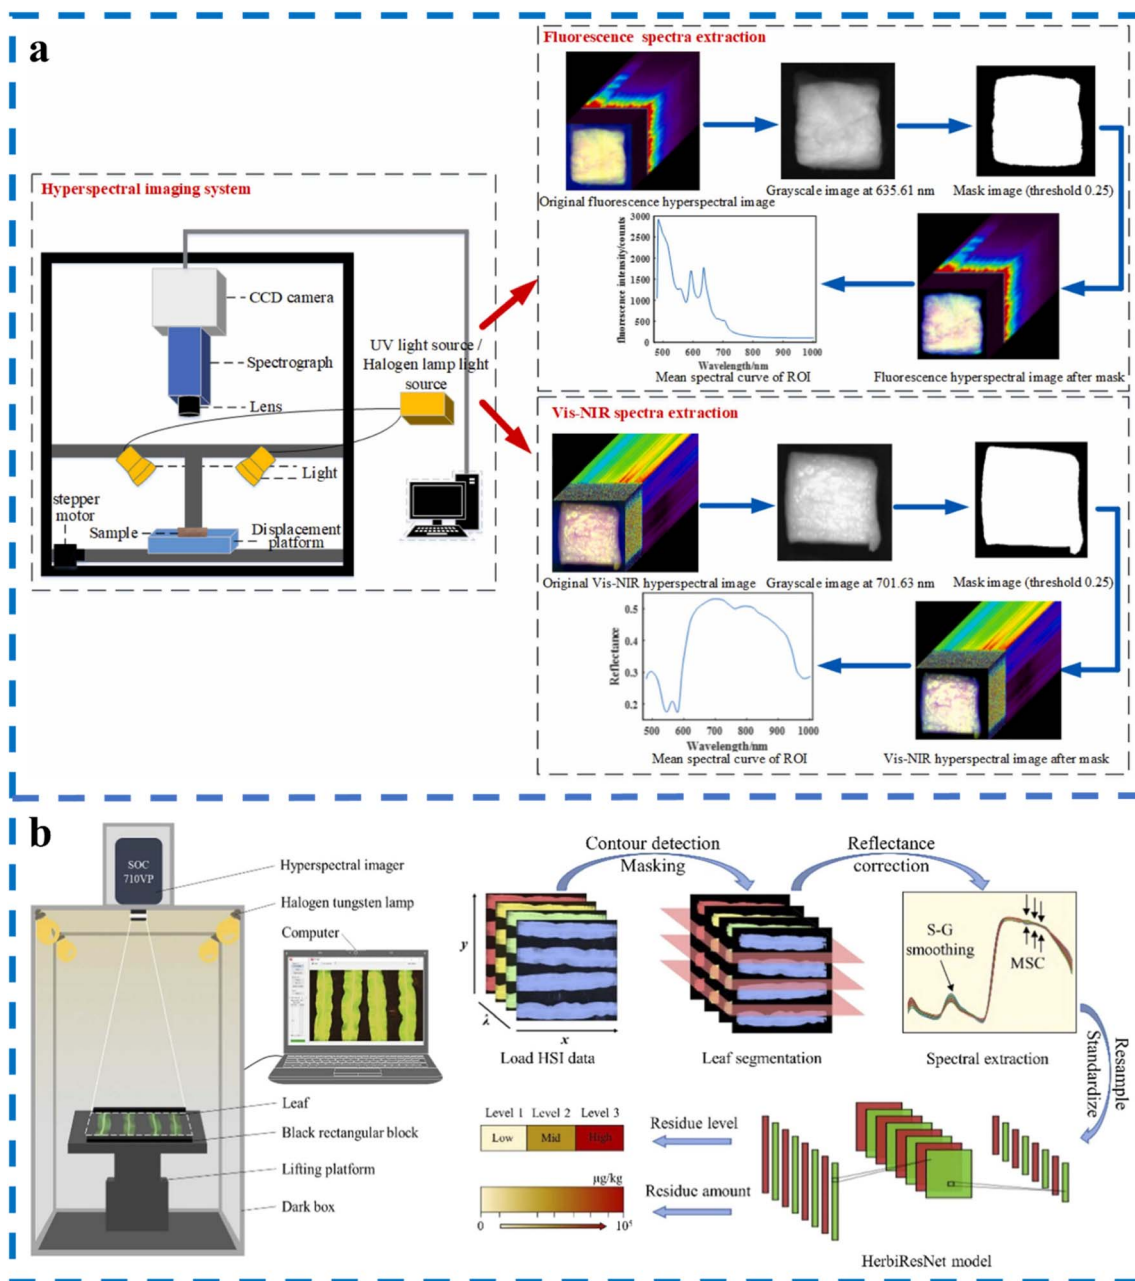 a
Hyperspectral imaging system
CCD camera
Spectrograph
Lens
UV light source /
Halogen lamp light
source
Light
stepper
motor
Sample
Displacement
platform
Fluorescence spectra extraction
Original fluorescence hyperspectral image
Grayscale image at 635.61 nm
Mask image (threshold 0.25)
fluorescence intensity/counts
3000
2500
2000
1500
1000
500
0
500 600 700 800 900 1000
Wavelength/nm
Mean spectral curve of ROI
Fluorescence hyperspectral image after mask
Vis-NIR spectra extraction
Original Vis-NIR hyperspectral image
Grayscale image at 701.63 nm
Mask image (threshold 0.25)
Reflectance
0.5
0.4
0.3
0.2
500 600 700 800 900 1000
Wavelength/nm
Mean spectral curve of ROI
Vis-NIR hyperspectral image after mask
b
SOC
710VP
Hyperspectral imager
Halogen tungsten lamp
Computer
Leaf
Black rectangular block
Lifting platform
Dark box
Contour detection
Masking
Reflectance
correction
y
λ
x
Load HSI data
Leaf segmentation
S-G
smoothing
MSC
Spectral extraction
Resample
Standardize
Level 1 Level 2 Level 3
Low Mid High
Residue level
µg/kg
0 10⁵
Residue amount
HerbiResNet model